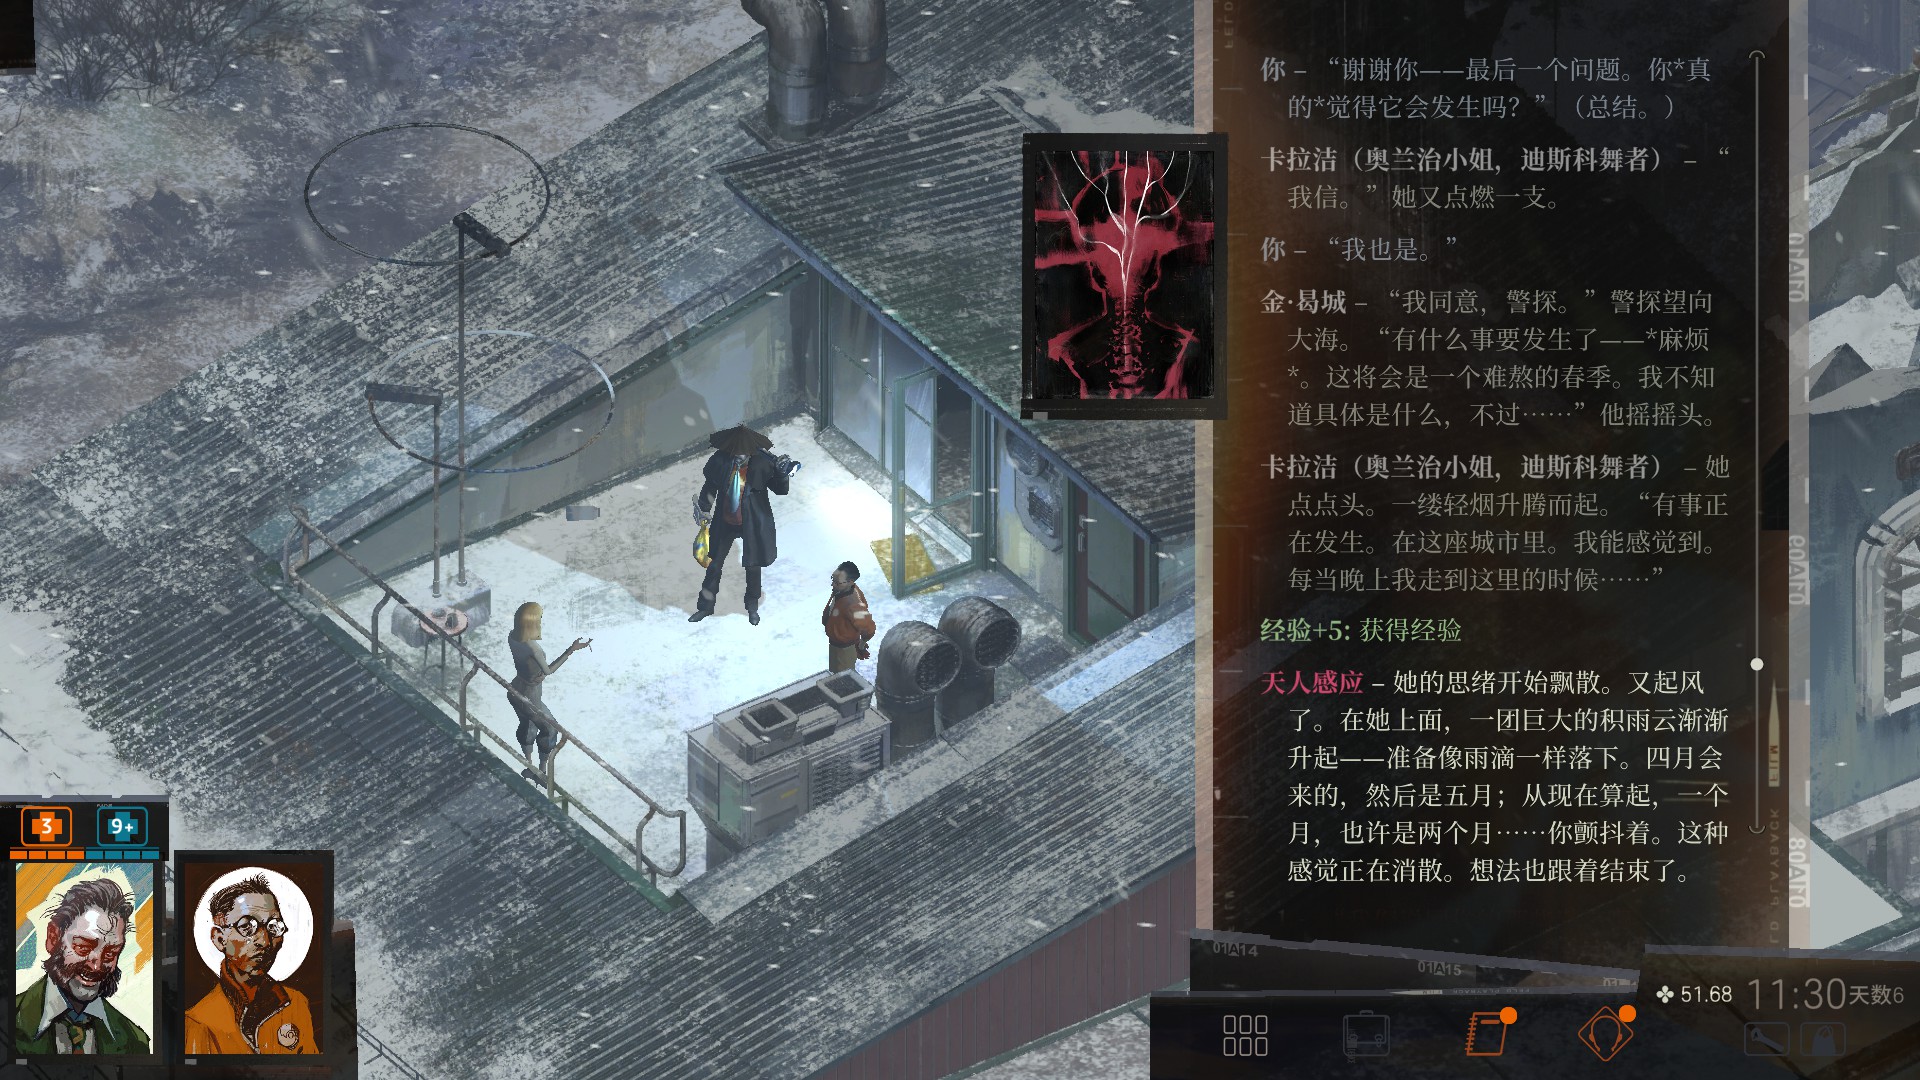 你 – “谢谢你——最后一个问题。你*真
的*觉得它会发生吗？”（总结。）
卡拉洁（奥兰治小姐，迪斯科舞者） – “
我信。”她又点燃一支。
你 – “我也是。”
金·曷城 – “我同意，警探。”警探望向
大海。“有什么事要发生了——*麻烦
*。这将会是一个难熬的春季。我不知
道具体是什么，不过……”他摇摇头。
卡拉洁（奥兰治小姐，迪斯科舞者） – 她
点点头。一缕轻烟升腾而起。“有事正
在发生。在这座城市里。我能感觉到。
每当晚上我走到这里的时候……”
经验+5: 获得经验
天人感应 – 她的思绪开始飘散。又起风
了。在她上面，一团巨大的积雨云渐渐
升起——准备像雨滴一样落下。四月会
来的，然后是五月；从现在算起，一个
月，也许是两个月……你颤抖着。这种
感觉正在消散。想法也跟着结束了。
3
9+
01A14
01A15
51.68
11:30天数6
FILM
PLAYBACK